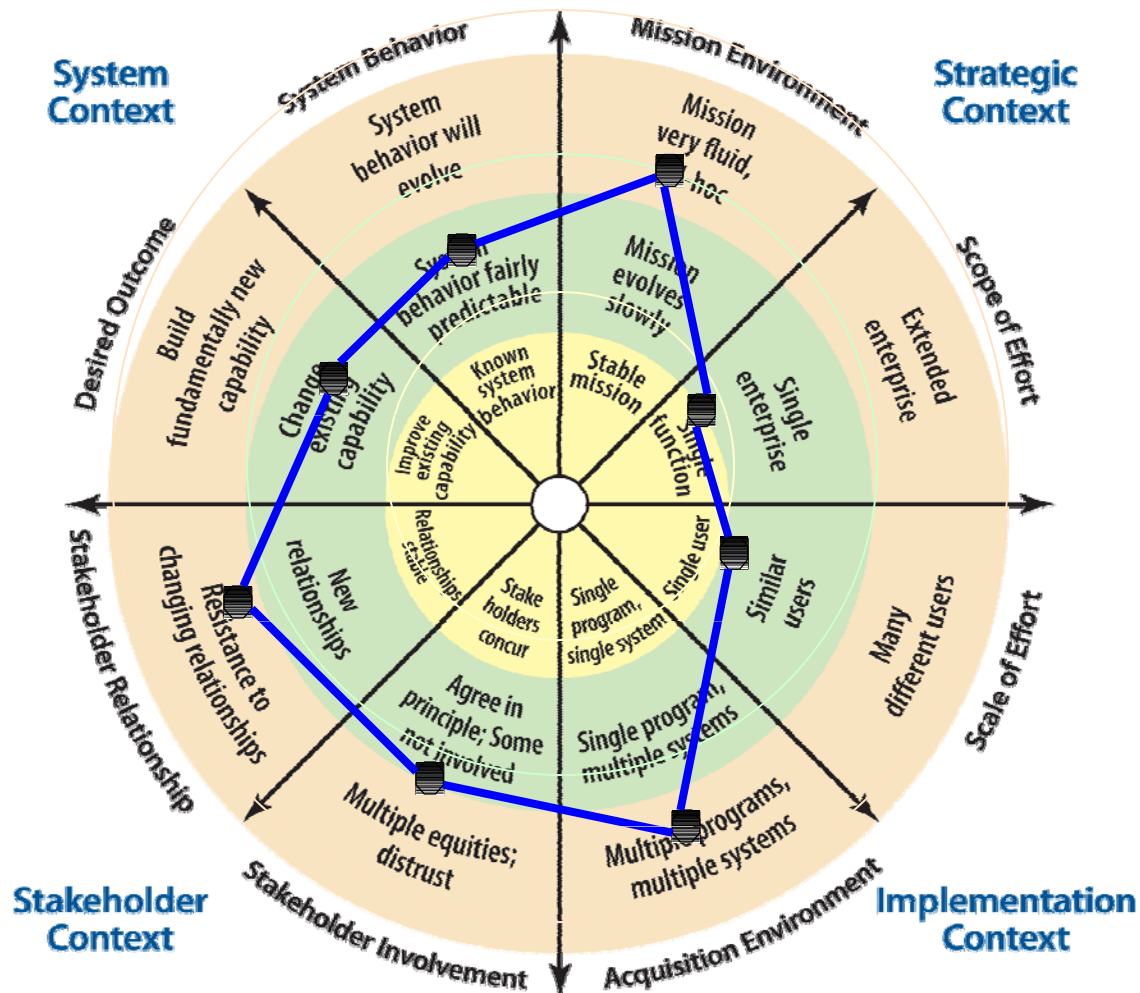 System
Context
System Behavior
Mission Environment
Strategic
Context
System
behavior will
evolve
Mission
very fluid,
hoc
Desired Outcome
Build
fundamentally new
capability
behavior fairly
predictable
Mission
evolves
slowly
Scope of Effort
Extended
enterprise
existing
capability
Known
system
behavior
Stable
mission
Single
enterprise
Improve
existing
capability
Single
function
Stakeholder Relationship
Resistance to
changing relationships
New
relationships
Relationships
stable
Stake
holders
concur
Single
program,
single system
Single user
Similar
users
Many
different users
Scale of Effort
Agree in
principle; Some
not involved
Single program,
multiple systems
Multiple equities;
distrust
programs,
multiple systems
Stakeholder
Context
Stakeholder Involvement
Acquisition Environment
Implementation
Context